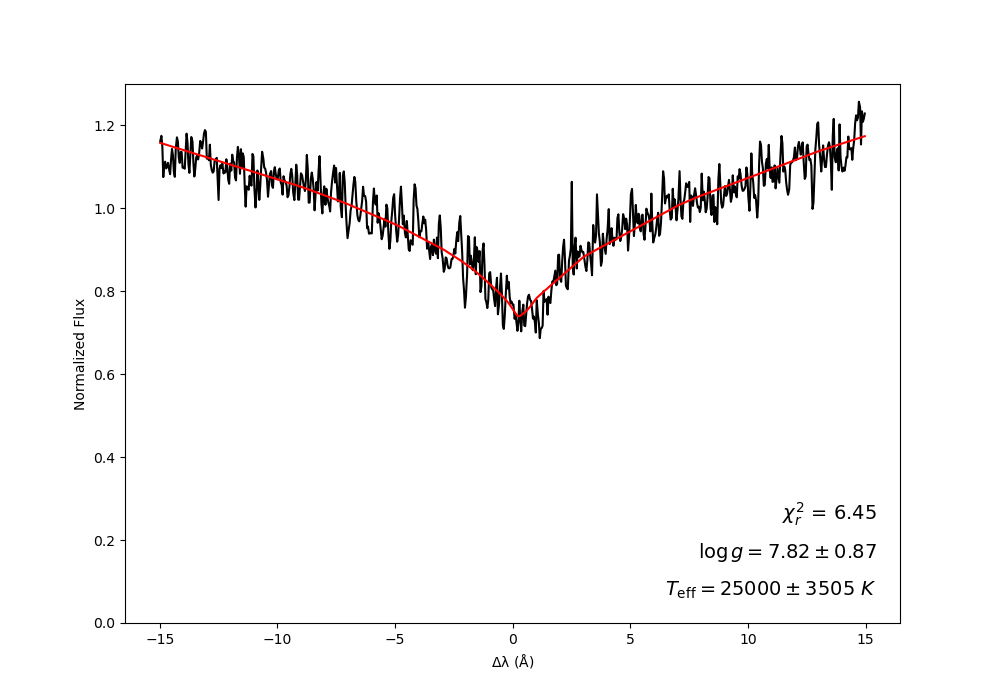 1.2
1.0
0.8
0.6
0.4
0.2
0.0
Normalized Flux
χ²ᵣ = 6.45
log g = 7.82 ± 0.87
T_eff = 25000 ± 3505 K
−15 −10 −5 0 5 10 15
Δλ (Å)